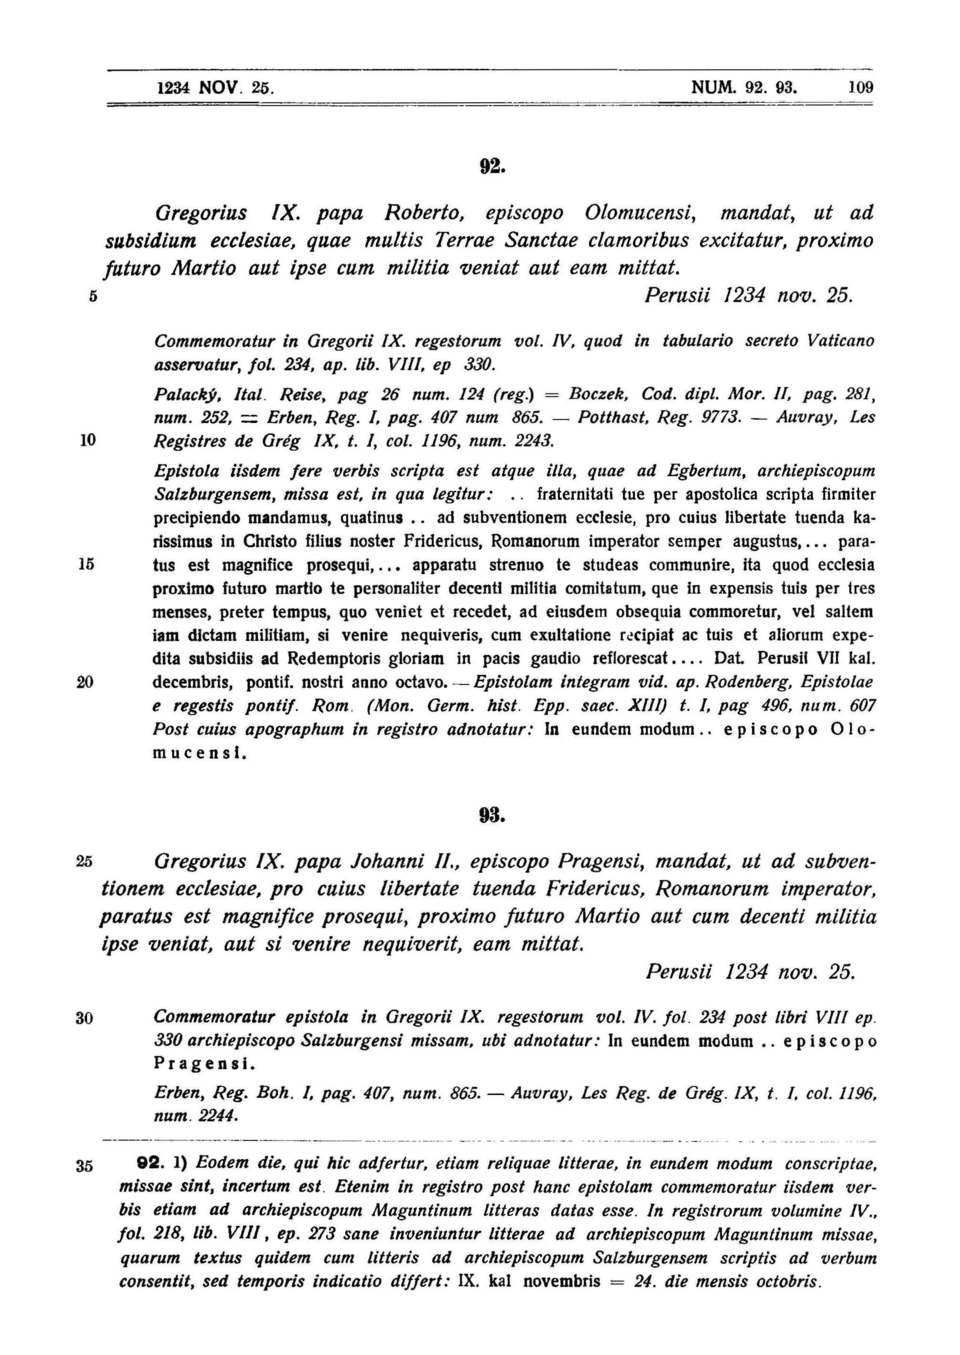 1234 NOV. 25. NUM. 92. 93. 109
92.
Gregorius IX. papa Roberto, episcopo Olomucensi, mandat, ut ad
subsidium ecclesiae, quae multis Terrae Sanctae clamoribus excitatur, proximo
futuro Martio aut ipse cum militia veniat aut eam mittat.
5 Perusii 1234 nov. 25.
Commemoratur in Gregorii IX. regestorum vol. IV, quod in tabulario secreto Vaticano
asservatur, fol. 234, ap. lib. VIII, ep 330.
Palacký, Ital. Reise, pag 26 num. 124 (reg.) = Boczek, Cod. dipl. Mor. II, pag. 281,
num. 252, = Erben, Reg. I, pag. 407 num 865. — Potthast, Reg. 9773. — Auvray, Les
10 Registres de Grég IX, t. I, col. 1196, num. 2243.
Epistola iisdem fere verbis scripta est atque illa, quae ad Egbertum, archiepiscopum
Salzburgensem, missa est, in qua legitur: .. fraternitati tue per apostolica scripta firmiter
precipiendo mandamus, quatinus .. ad subventionem ecclesie, pro cuius libertate tuenda ka-
rissimus in Christo filius noster Fridericus, Romanorum imperator semper augustus,... para-
15 tus est magnifice prosequi,... apparatu strenuo te studeas communire, ita quod ecclesia
proximo futuro martio te personaliter decenti militia comitatum, que in expensis tuis per tres
menses, preter tempus, quo veniet et recedet, ad eiusdem obsequia commoretur, vel saltem
iam dictam militiam, si venire nequiveris, cum exultatione recipiat ac tuis et aliorum expe-
dita subsidiis ad Redemptoris gloriam in pacis gaudio reflorescat.... Dat. Perusii VII kal.
20 decembris, pontif. nostri anno octavo. — Epistolam integram vid. ap. Rodenberg, Epistolae
e regestis pontif. Rom. (Mon. Germ. hist. Epp. saec. XIII) t. I, pag 496, num. 607
Post cuius apographum in registro adnotatur: In eundem modum.. episcopo Olo-
mucensi.
93.
25 Gregorius IX. papa Johanni II., episcopo Pragensi, mandat, ut ad subven-
tionem ecclesiae, pro cuius libertate tuenda Fridericus, Romanorum imperator,
paratus est magnifice prosequi, proximo futuro Martio aut cum decenti militia
ipse veniat, aut si venire nequiverit, eam mittat.
Perusii 1234 nov. 25.
30 Commemoratur epistola in Gregorii IX. regestorum vol. IV. fol. 234 post libri VIII ep.
330 archiepiscopo Salzburgensi missam, ubi adnotatur: In eundem modum .. episcopo
Pragensi.
Erben, Reg. Boh. I, pag. 407, num. 865. — Auvray, Les Reg. de Grég. IX, t. I, col. 1196,
num. 2244.
35 92. 1) Eodem die, qui hic adfertur, etiam reliquae litterae, in eundem modum conscriptae,
missae sint, incertum est. Etenim in registro post hanc epistolam commemoratur iisdem ver-
bis etiam ad archiepiscopum Maguntinum litteras datas esse. In registrorum volumine IV.,
fol. 218, lib. VIII, ep. 273 sane inveniuntur litterae ad archiepiscopum Maguntinum missae,
quarum textus quidem cum litteris ad archiepiscopum Salzburgensem scriptis ad verbum
consentit, sed temporis indicatio differt: IX. kal novembris = 24. die mensis octobris.